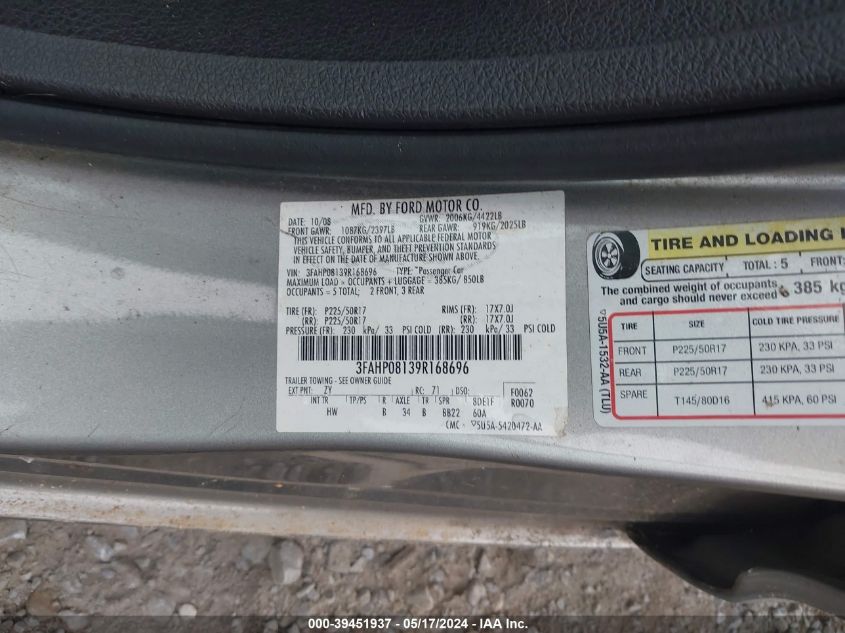 MFD. BY FORD MOTOR CO.
DATE: 10/08 GVWR: 2006KG/4422LB
FRONT GAWR: 1087KG/2397LB REAR GAWR: 919KG/2025LB
THIS VEHICLE CONFORMS TO ALL APPLICABLE FEDERAL MOTOR
VEHICLE SAFETY, BUMPER, AND THEFT PREVENTION STANDARDS
IN EFFECT ON THE DATE OF MANUFACTURE SHOWN ABOVE.
VIN: 3FAHP08139R168696 TYPE: "Passenger Car
MAXIMUM LOAD = OCCUPANTS + LUGGAGE = 385KG/ 850LB
OCCUPANTS = 5 TOTAL; 2 FRONT, 3 REAR
TIRE (FR): P225/50R17 RIMS (FR): 17X7.0J
(RR): P225/50R17 (RR): 17X7.0J
PRESSURE (FR): 230 kPa/ 33 PSI COLD (RR): 230 kPa/ 33 PSI COLD
3FAHP08139R168696
TRAILER TOWING - SEE OWNER GUIDE
EXT PNT: ZY RC: 71 DSO: F0062
INT TR TP/PS R AXLE TR SPR 8DE1F R0070
HW B 34 B BB22 60A
CMC ▽5U5A-5420472-AA
TIRE AND LOADING
SEATING CAPACITY TOTAL: 5 FRONT:
The combined weight of occupants
and cargo should never exceed 385 kg
▽5U5A-1532-AA (TLU)
TIRE SIZE COLD TIRE PRESSURE
FRONT P225/50R17 230 KPA, 33 PSI
REAR P225/50R17 230 KPA, 33 PSI
SPARE T145/80D16 415 KPA, 60 PSI
000-39451937 - 05/17/2024 - IAA, Inc.